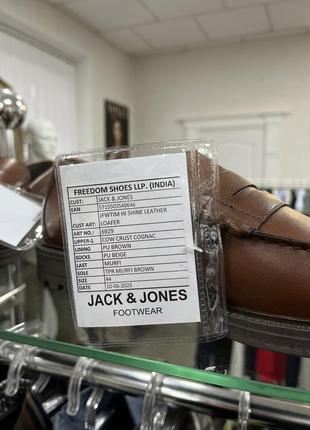 FREEDOM SHOES LLP. (INDIA)
CUST: JACK & JONES
EAN 5715503549646
JFWTIM HI SHINE LEATHER
CUST ART: LOAFER
ART NO.: 6929
UPPER-1 COW CRUST COGNAC
LINING PU BROWN
SOCKS PU BEIGE
LAST MURFI
SOLE TPR MURFI BROWN
SIZE 44
DATE 10-06-2023
JACK & JONES
FOOTWEAR